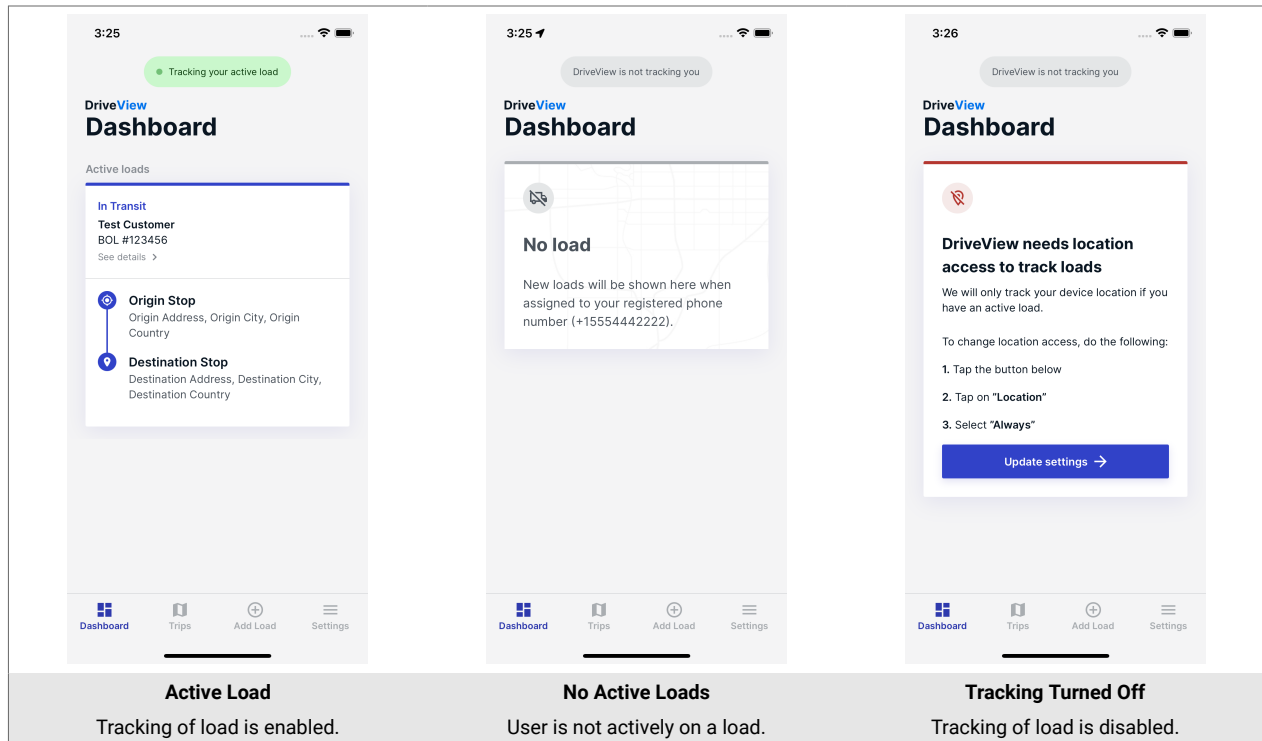 3:25
Tracking your active load
DriveView
Dashboard
Active loads
In Transit
Test Customer
BOL #123456
See details
Origin Stop
Origin Address, Origin City, Origin
Country
Destination Stop
Destination Address, Destination City,
Destination Country
Dashboard
Trips
Add Load
Settings
Active Load
Tracking of load is enabled.
3:25
DriveView is not tracking you
DriveView
Dashboard
No load
New loads will be shown here when
assigned to your registered phone
number (+15554442222).
Dashboard
Trips
Add Load
Settings
No Active Loads
User is not actively on a load.
3:26
DriveView is not tracking you
DriveView
Dashboard
DriveView needs location
access to track loads
We will only track your device location if you
have an active load.
To change location access, do the following:
1. Tap the button below
2. Tap on "Location"
3. Select "Always"
Update settings
Dashboard
Trips
Add Load
Settings
Tracking Turned Off
Tracking of load is disabled.